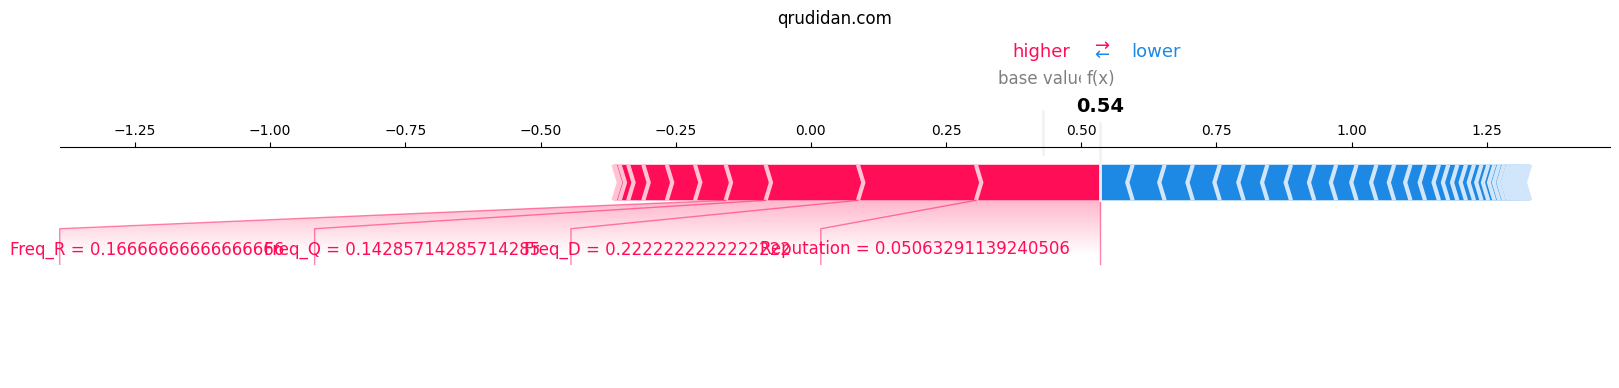 qrudidan.com
higher ⇄ lower
base value f(x)
0.54
−1.25 −1.00 −0.75 −0.50 −0.25 0.00 0.25 0.50 0.75 1.00 1.25
Freq_R = 0.16666666666666666 Freq_Q = 0.14285714285714285 Freq_D = 0.2222222222222222 Reputation = 0.05063291139240506